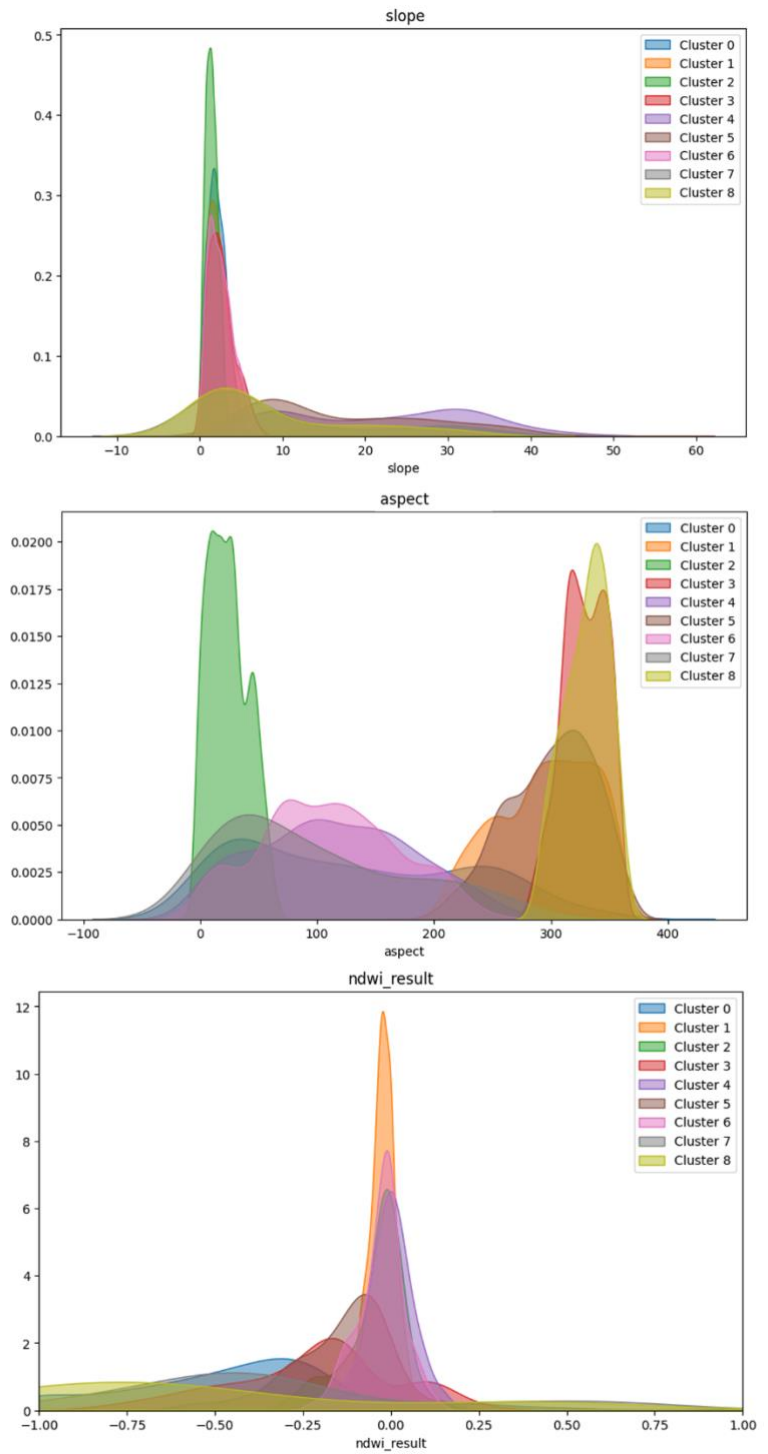 slope
0.5
0.4
0.3
0.2
0.1
0.0
−10 0 10 20 30 40 50 60
slope
Cluster 0
Cluster 1
Cluster 2
Cluster 3
Cluster 4
Cluster 5
Cluster 6
Cluster 7
Cluster 8
aspect
0.0200
0.0175
0.0150
0.0125
0.0100
0.0075
0.0050
0.0025
0.0000
−100 0 100 200 300 400
aspect
Cluster 0
Cluster 1
Cluster 2
Cluster 3
Cluster 4
Cluster 5
Cluster 6
Cluster 7
Cluster 8
ndwi_result
12
10
8
6
4
2
0
−1.00 −0.75 −0.50 −0.25 0.00 0.25 0.50 0.75 1.00
ndwi_result
Cluster 0
Cluster 1
Cluster 2
Cluster 3
Cluster 4
Cluster 5
Cluster 6
Cluster 7
Cluster 8